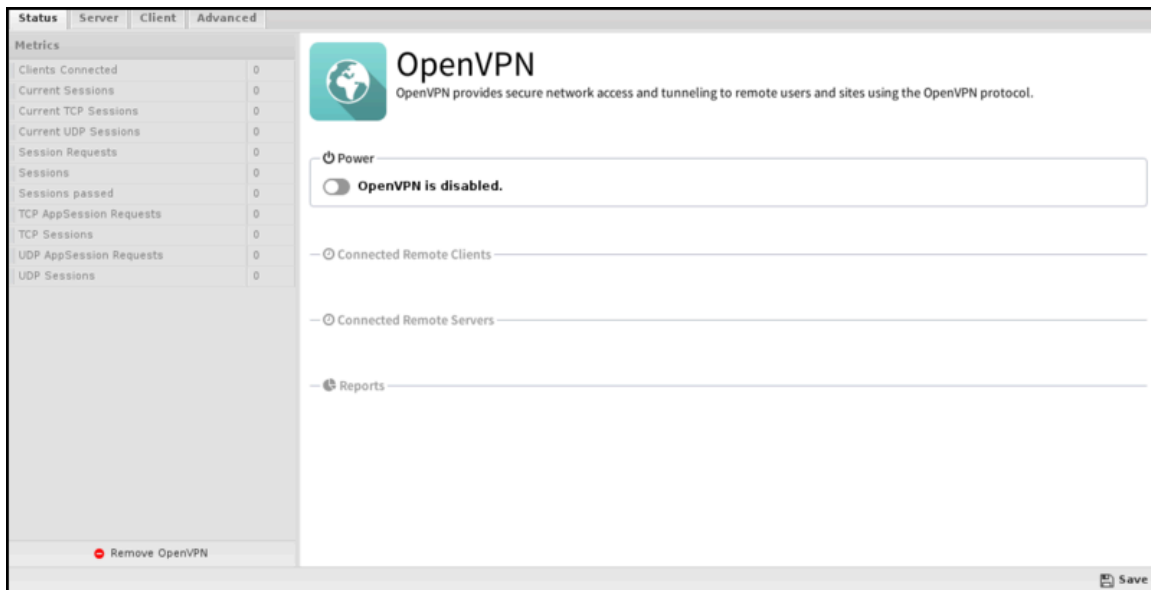 Status Server Client Advanced
Metrics
Clients Connected 0
Current Sessions 0
Current TCP Sessions 0
Current UDP Sessions 0
Session Requests 0
Sessions 0
Sessions passed 0
TCP AppSession Requests 0
TCP Sessions 0
UDP AppSession Requests 0
UDP Sessions 0
Remove OpenVPN
OpenVPN
OpenVPN provides secure network access and tunneling to remote users and sites using the OpenVPN protocol.
Power
OpenVPN is disabled.
Connected Remote Clients
Connected Remote Servers
Reports
Save